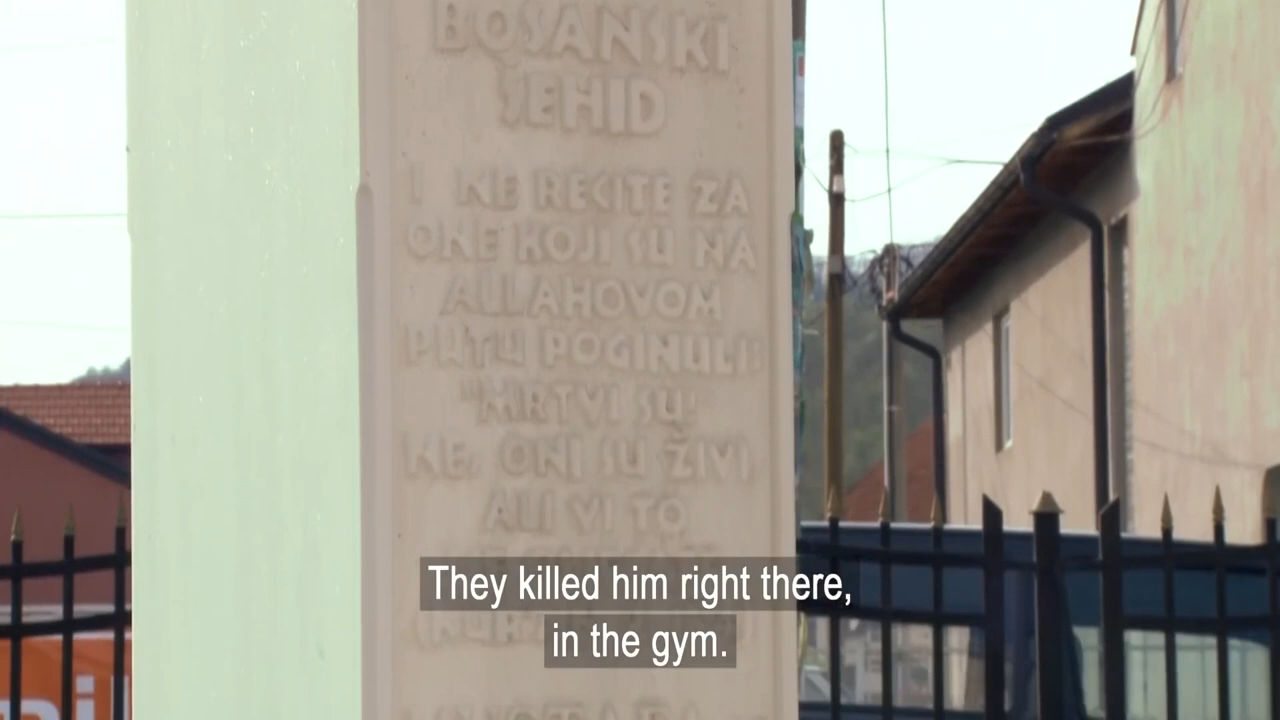 BOSANSKI
ŠEHID
I NE RECITE ZA
ONE KOJI SU NA
ALLAHOVOM
PUTU POGINULI:
"MRTVI SU!"
NE, ONI SU ŽIVI,
ALI VI TO
They killed him right there,
in the gym.